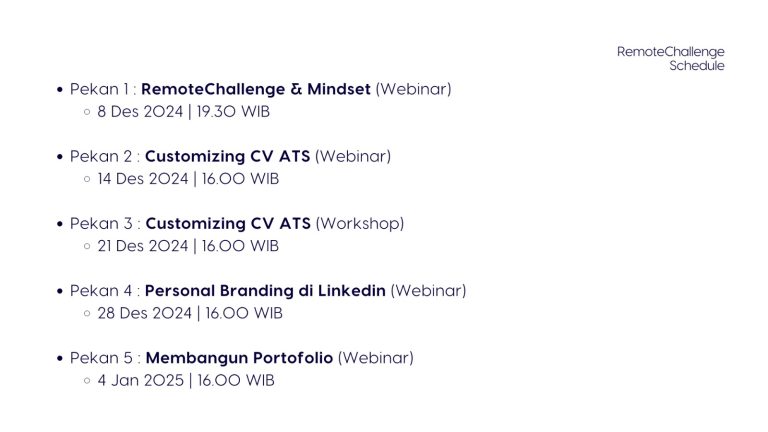 RemoteChallenge
Schedule
• Pekan 1 : RemoteChallenge & Mindset (Webinar)
○ 8 Des 2024 | 19.30 WIB
• Pekan 2 : Customizing CV ATS (Webinar)
○ 14 Des 2024 | 16.00 WIB
• Pekan 3 : Customizing CV ATS (Workshop)
○ 21 Des 2024 | 16.00 WIB
• Pekan 4 : Personal Branding di Linkedin (Webinar)
○ 28 Des 2024 | 16.00 WIB
• Pekan 5 : Membangun Portofolio (Webinar)
○ 4 Jan 2025 | 16.00 WIB